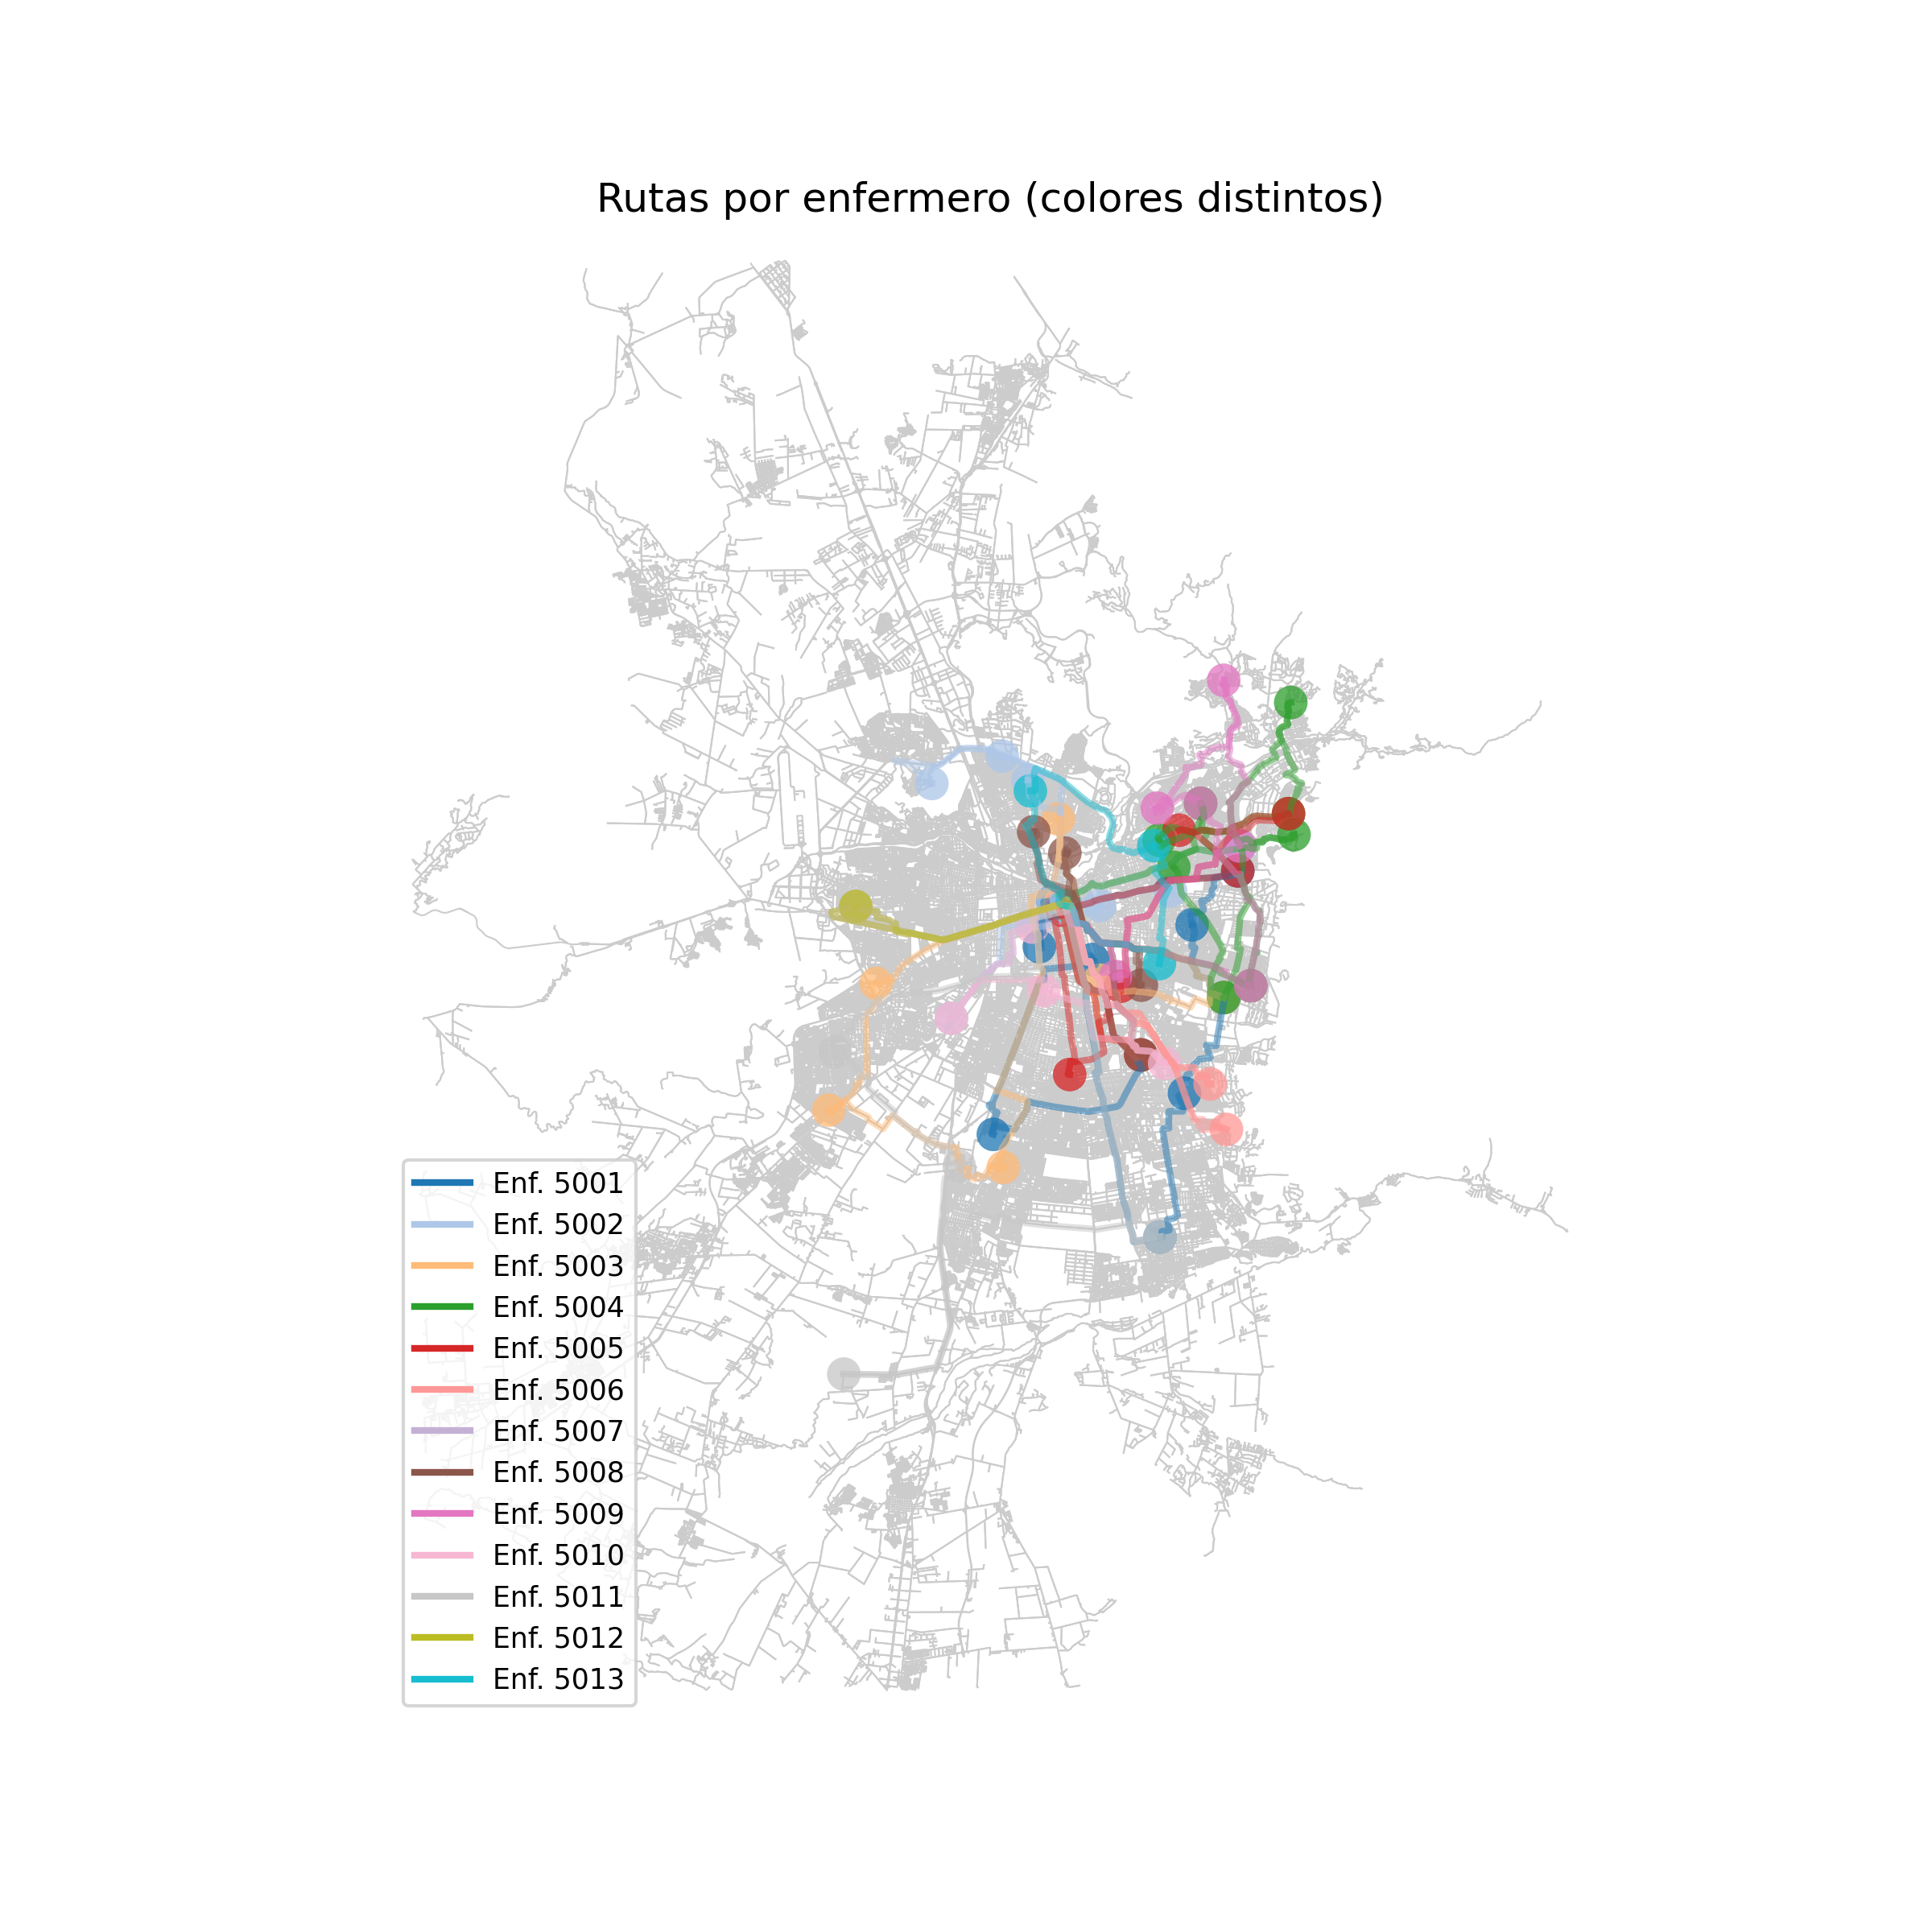 Rutas por enfermero (colores distintos)
Enf. 5001
Enf. 5002
Enf. 5003
Enf. 5004
Enf. 5005
Enf. 5006
Enf. 5007
Enf. 5008
Enf. 5009
Enf. 5010
Enf. 5011
Enf. 5012
Enf. 5013